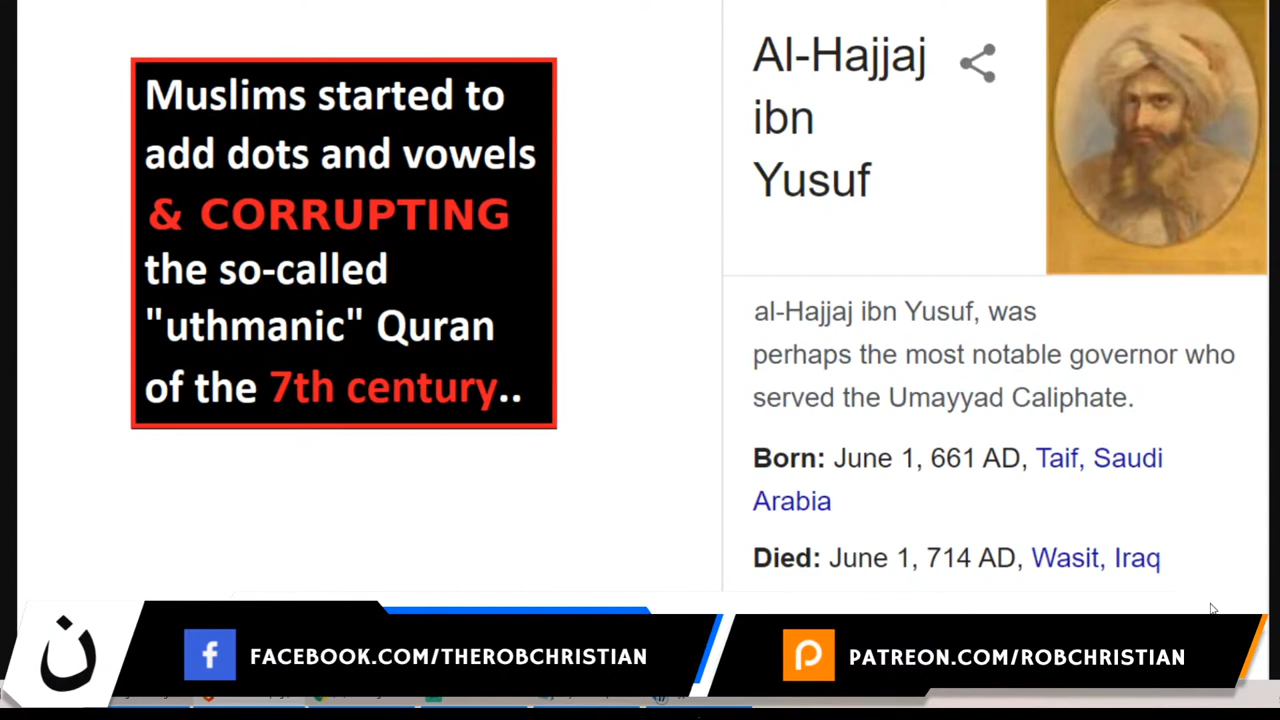 Muslims started to
add dots and vowels
& CORRUPTING
the so-called
"uthmanic" Quran
of the 7th century..
Al-Hajjaj
ibn
Yusuf
al-Hajjaj ibn Yusuf, was
perhaps the most notable governor who
served the Umayyad Caliphate.
Born: June 1, 661 AD, Taif, Saudi
Arabia
Died: June 1, 714 AD, Wasit, Iraq
ن
f FACEBOOK.COM/THEROBCHRISTIAN
PATREON.COM/ROBCHRISTIAN